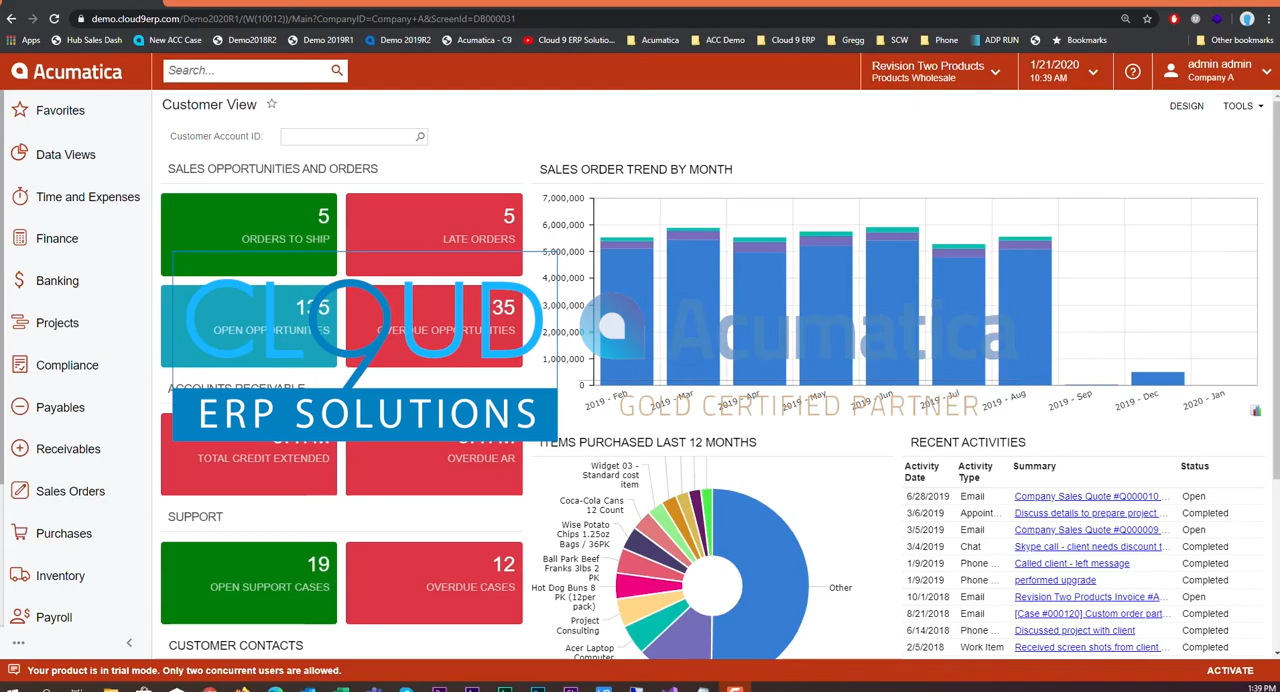 demo.cloud9erp.com/Demo2020R1/(W(10012))/Main?CompanyID=Company+A&ScreenId=DB000031
Apps Hub Sales Dash New ACC Case Demo2018R2 Demo 2019R1 Demo 2019R2 Acumatica - C9 Cloud 9 ERP Solutio... Acumatica ACC Demo Cloud 9 ERP Gregg SCW Phone ADP RUN Bookmarks Other bookmarks
Acumatica
Search...
Revision Two Products
Products Wholesale
1/21/2020
10:39 AM
admin admin
Company A
Favorites
Data Views
Time and Expenses
Finance
Banking
Projects
Compliance
Payables
Receivables
Sales Orders
Purchases
Inventory
Payroll
Customer View
DESIGN TOOLS
Customer Account ID:
SALES OPPORTUNITIES AND ORDERS
5
ORDERS TO SHIP
5
LATE ORDERS
135
OPEN OPPORTUNITIES
35
OVERDUE OPPORTUNITIES
CLOUD
9
ERP SOLUTIONS
ACCOUNTS RECEIVABLE
TOTAL CREDIT EXTENDED
OVERDUE AR
SUPPORT
19
OPEN SUPPORT CASES
12
OVERDUE CASES
CUSTOMER CONTACTS
SALES ORDER TREND BY MONTH
7,000,000
6,000,000
5,000,000
4,000,000
3,000,000
2,000,000
1,000,000
0
2019 - Feb 2019 - Mar 2019 - Apr 2019 - May 2019 - Jun 2019 - Jul 2019 - Aug 2019 - Sep 2019 - Dec 2020 - Jan
Acumatica
GOLD CERTIFIED PARTNER
ITEMS PURCHASED LAST 12 MONTHS
Widget 03 -
Standard cost
item
Coca-Cola Cans
12 Count
Wise Potato
Chips 1.25oz
Bags / 36PK
Ball Park Beef
Franks 3lbs 2
PK
Hot Dog Buns 8
PK (12per
pack)
Project
Consulting
Acer Laptop
Computer
Other
RECENT ACTIVITIES
Activity Date Activity Type Summary Status
6/28/2019 Email Company Sales Quote #Q000010 ... Open
3/6/2019 Appoint... Discuss details to prepare project ... Completed
3/5/2019 Email Company Sales Quote #Q000009 ... Open
3/4/2019 Chat Skype call - client needs discount t... Completed
1/9/2019 Phone ... Called client - left message Completed
1/9/2019 Phone ... performed upgrade Completed
10/1/2018 Email Revision Two Products Invoice #A... Open
8/21/2018 Email [Case #000120] Custom order part... Completed
6/14/2018 Phone ... Discussed project with client Completed
2/5/2018 Work Item Received screen shots from client ... Completed
Your product is in trial mode. Only two concurrent users are allowed.
ACTIVATE
1:39 PM